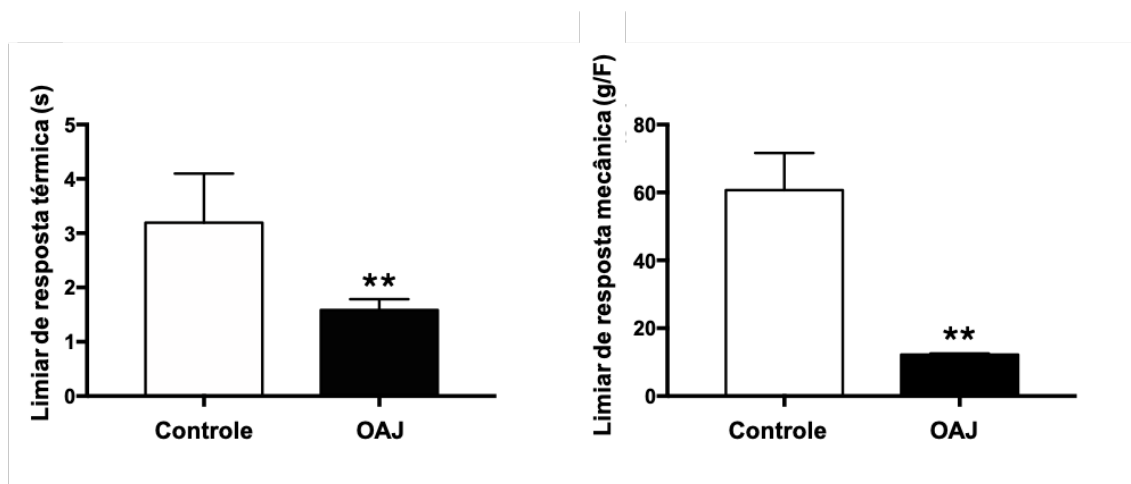 Limiar de resposta térmica (s)
5
4
3
2
1
0
**
Controle
OAJ
Limiar de resposta mecânica (g/F)
80
60
40
20
0
**
Controle
OAJ